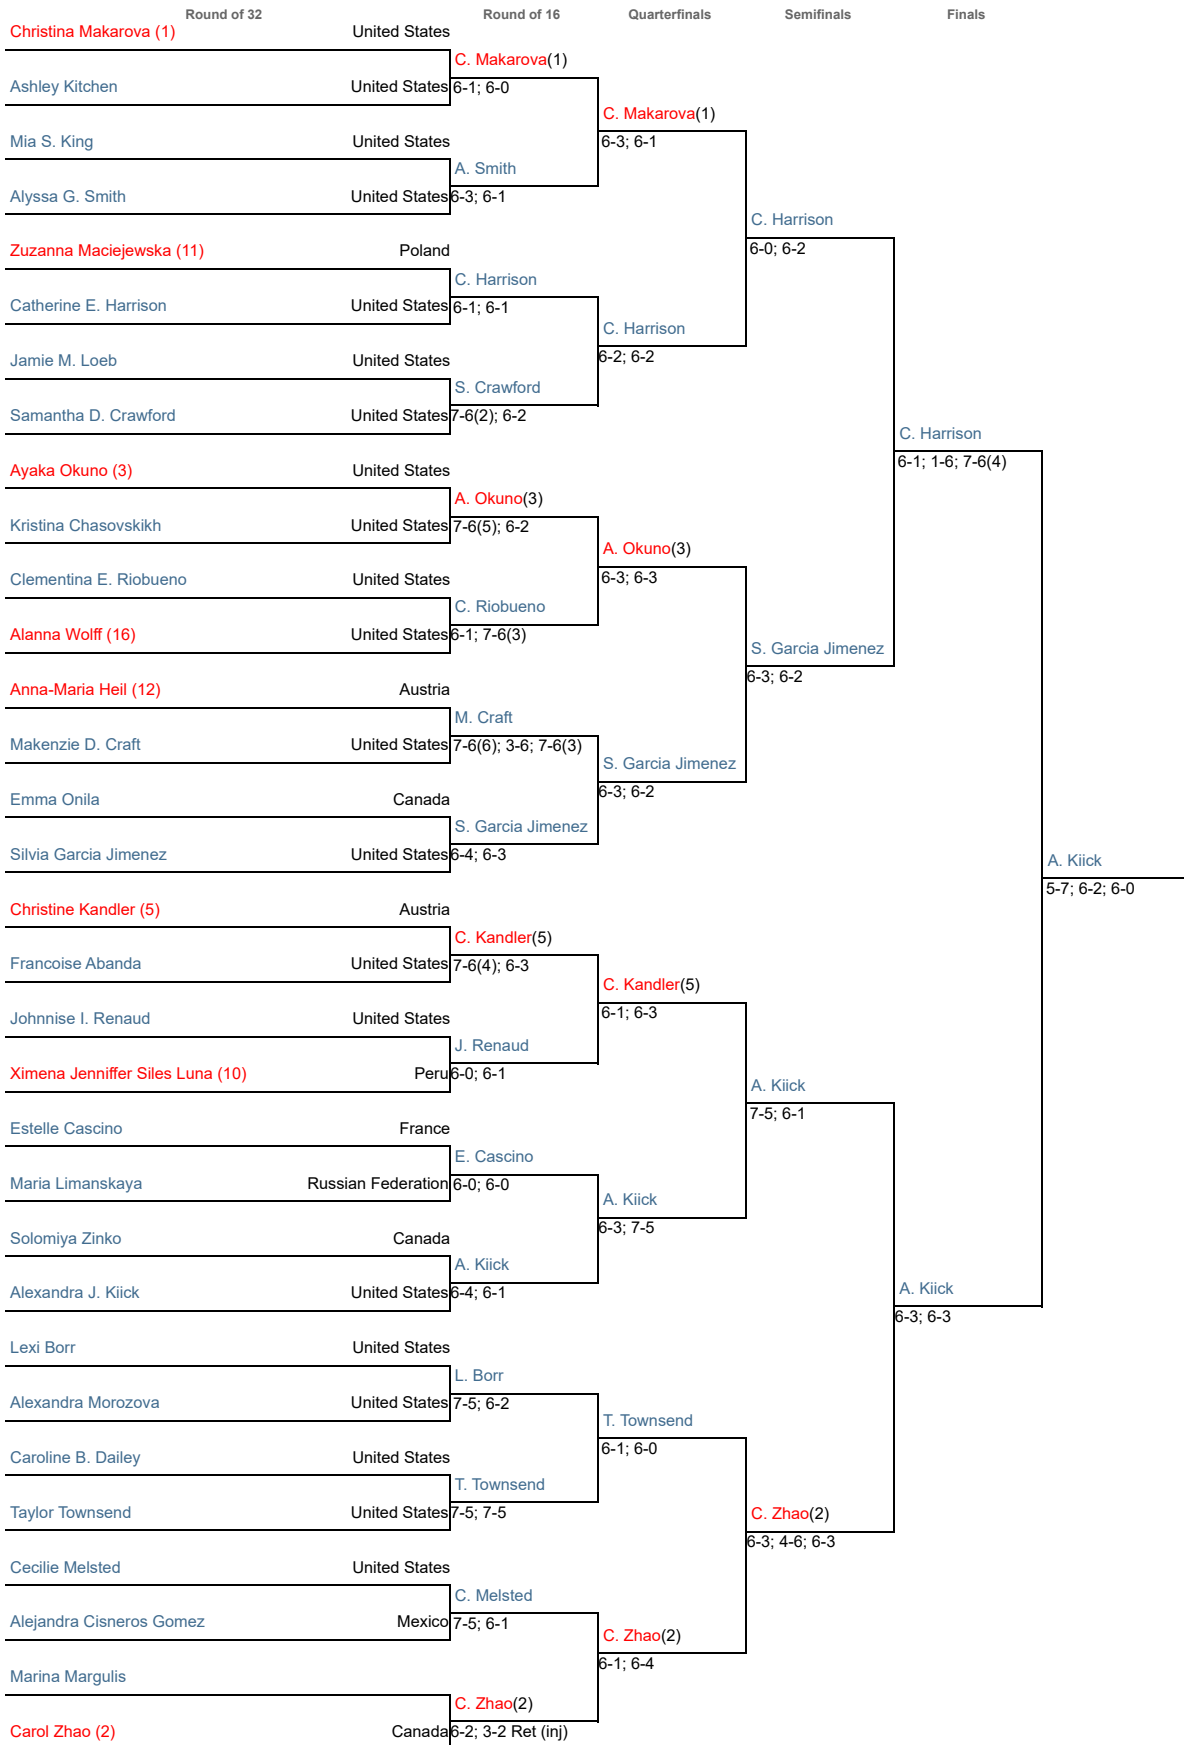 Round of 32 Round of 16 Quarterfinals Semifinals Finals
Christina Makarova (1) United States
C. Makarova(1)
Ashley Kitchen United States 6-1; 6-0
C. Makarova(1)
Mia S. King United States 6-3; 6-1
A. Smith
Alyssa G. Smith United States 6-3; 6-1
C. Harrison
Zuzanna Maciejewska (11) Poland 6-0; 6-2
C. Harrison
Catherine E. Harrison United States 6-1; 6-1
C. Harrison
Jamie M. Loeb United States 6-2; 6-2
S. Crawford
Samantha D. Crawford United States 7-6(2); 6-2
C. Harrison
Ayaka Okuno (3) United States 6-1; 1-6; 7-6(4)
A. Okuno(3)
Kristina Chasovskikh United States 7-6(5); 6-2
A. Okuno(3)
Clementina E. Riobueno United States 6-3; 6-3
C. Riobueno
Alanna Wolff (16) United States 6-1; 7-6(3)
S. Garcia Jimenez
Anna-Maria Heil (12) Austria 6-3; 6-2
M. Craft
Makenzie D. Craft United States 7-6(6); 3-6; 7-6(3)
S. Garcia Jimenez
Emma Onila Canada 6-3; 6-2
S. Garcia Jimenez
Silvia Garcia Jimenez United States 6-4; 6-3
A. Kiick
Christine Kandler (5) Austria 5-7; 6-2; 6-0
C. Kandler(5)
Francoise Abanda United States 7-6(4); 6-3
C. Kandler(5)
Johnnise I. Renaud United States 6-1; 6-3
J. Renaud
Ximena Jenniffer Siles Luna (10) Peru 6-0; 6-1
A. Kiick
Estelle Cascino France 7-5; 6-1
E. Cascino
Maria Limanskaya Russian Federation 6-0; 6-0
A. Kiick
Solomiya Zinko Canada 6-3; 7-5
A. Kiick
Alexandra J. Kiick United States 6-4; 6-1
A. Kiick
Lexi Borr United States 6-3; 6-3
L. Borr
Alexandra Morozova United States 7-5; 6-2
T. Townsend
Caroline B. Dailey United States 6-1; 6-0
T. Townsend
Taylor Townsend United States 7-5; 7-5
C. Zhao(2)
Cecilie Melsted United States 6-3; 4-6; 6-3
C. Melsted
Alejandra Cisneros Gomez Mexico 7-5; 6-1
C. Zhao(2)
Marina Margulis 6-1; 6-4
C. Zhao(2)
Carol Zhao (2) Canada 6-2; 3-2 Ret (inj)